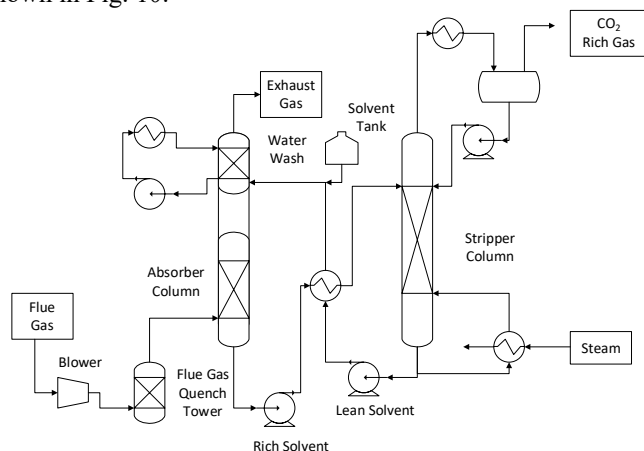 own in Fig. 10.
CO2
Rich Gas
Exhaust
Gas
Solvent
Tank
Water
Wash
Stripper
Column
Absorber
Column
Flue
Gas
Blower
Flue Gas
Quench
Tower
Steam
Lean Solvent
Rich Solvent